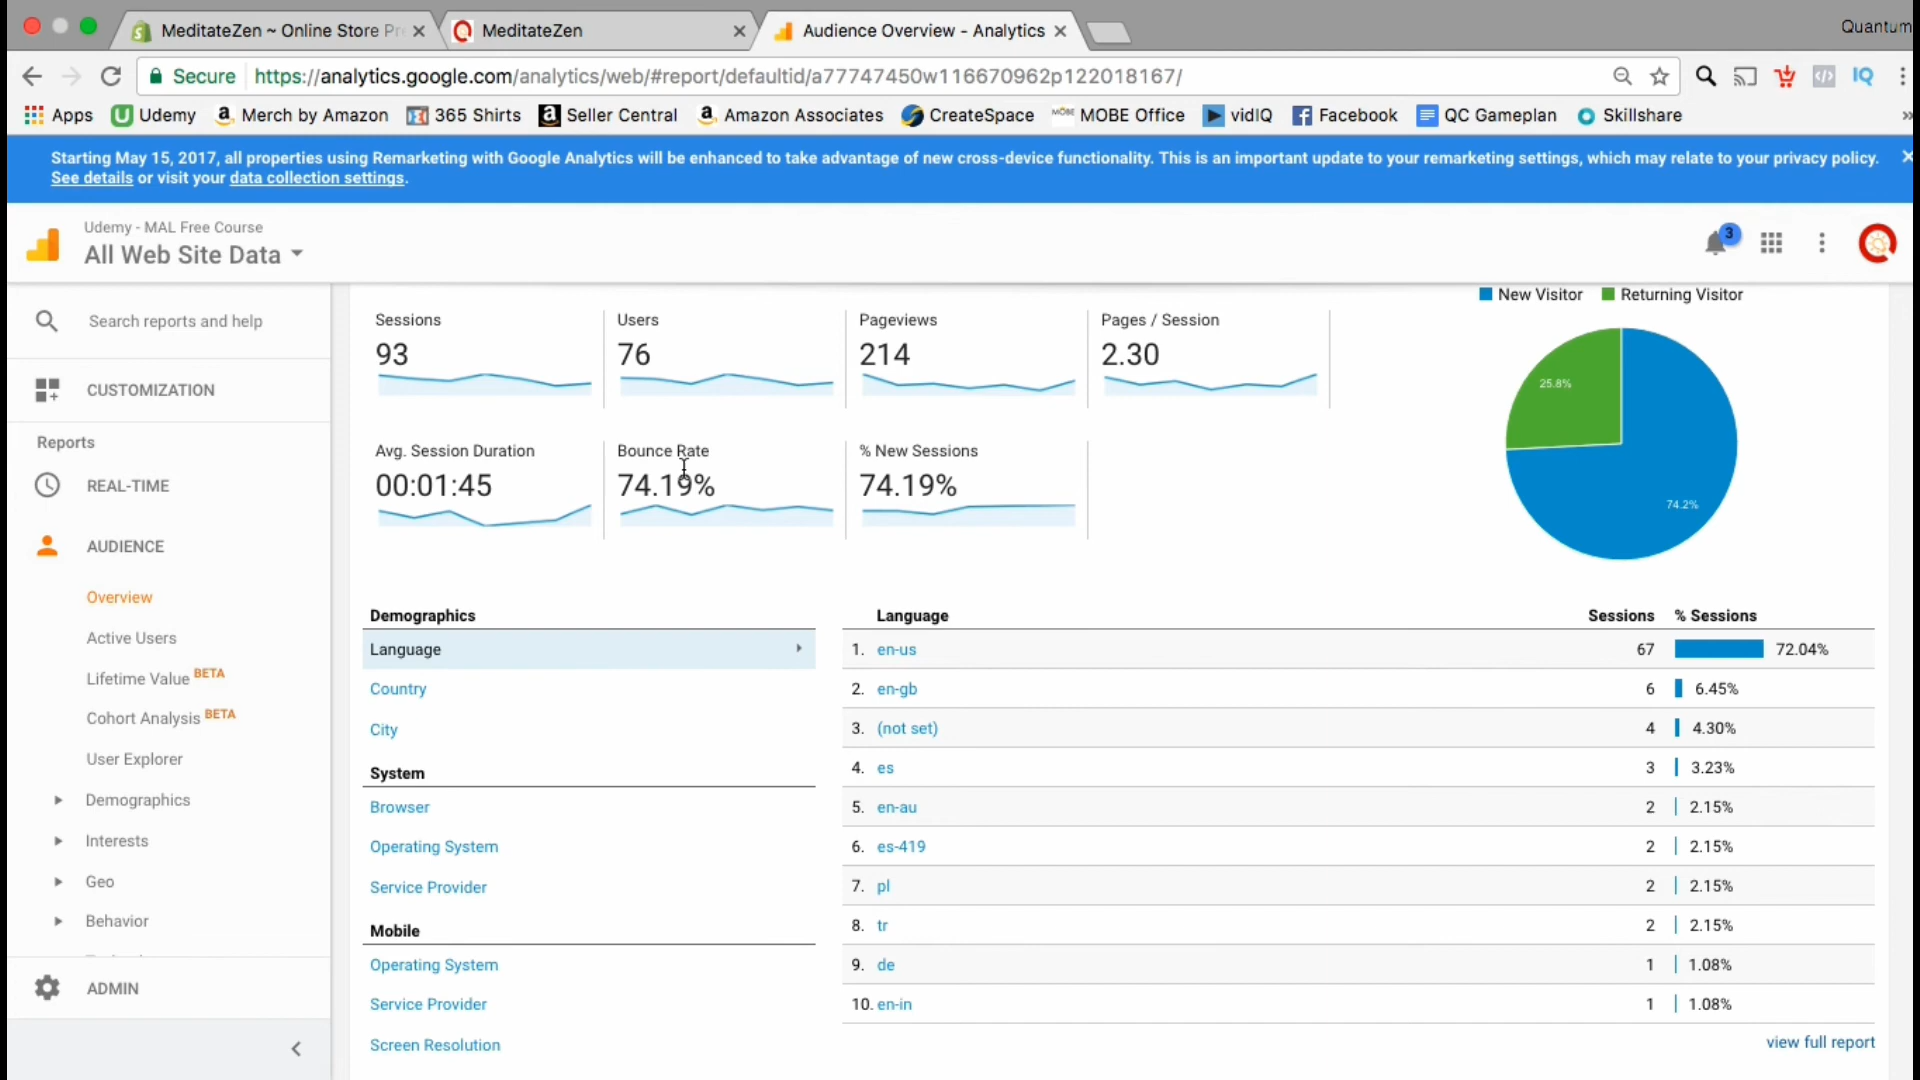 MeditateZen ~ Online Store Pr
MeditateZen
Audience Overview - Analytics
Quantum
Secure
https://analytics.google.com/analytics/web/#report/defaultid/a77747450w116670962p122018167/
Apps
Udemy
Merch by Amazon
365 Shirts
Seller Central
Amazon Associates
CreateSpace
MOBE Office
vidIQ
Facebook
QC Gameplan
Skillshare
Starting May 15, 2017, all properties using Remarketing with Google Analytics will be enhanced to take advantage of new cross-device functionality. This is an important update to your remarketing settings, which may relate to your privacy policy.
See details or visit your data collection settings.
Udemy - MAL Free Course
All Web Site Data
3
Search reports and help
CUSTOMIZATION
Reports
REAL-TIME
AUDIENCE
Overview
Active Users
Lifetime Value BETA
Cohort Analysis BETA
User Explorer
Demographics
Interests
Geo
Behavior
ADMIN
Sessions
93
Users
76
Pageviews
214
Pages / Session
2.30
Avg. Session Duration
00:01:45
Bounce Rate
74.19%
% New Sessions
74.19%
New Visitor
Returning Visitor
25.8%
74.2%
Demographics
Language
Country
City
System
Browser
Operating System
Service Provider
Mobile
Operating System
Service Provider
Screen Resolution
Language Sessions % Sessions
1. en-us 67 72.04%
2. en-gb 6 6.45%
3. (not set) 4 4.30%
4. es 3 3.23%
5. en-au 2 2.15%
6. es-419 2 2.15%
7. pl 2 2.15%
8. tr 2 2.15%
9. de 1 1.08%
10. en-in 1 1.08%
view full report